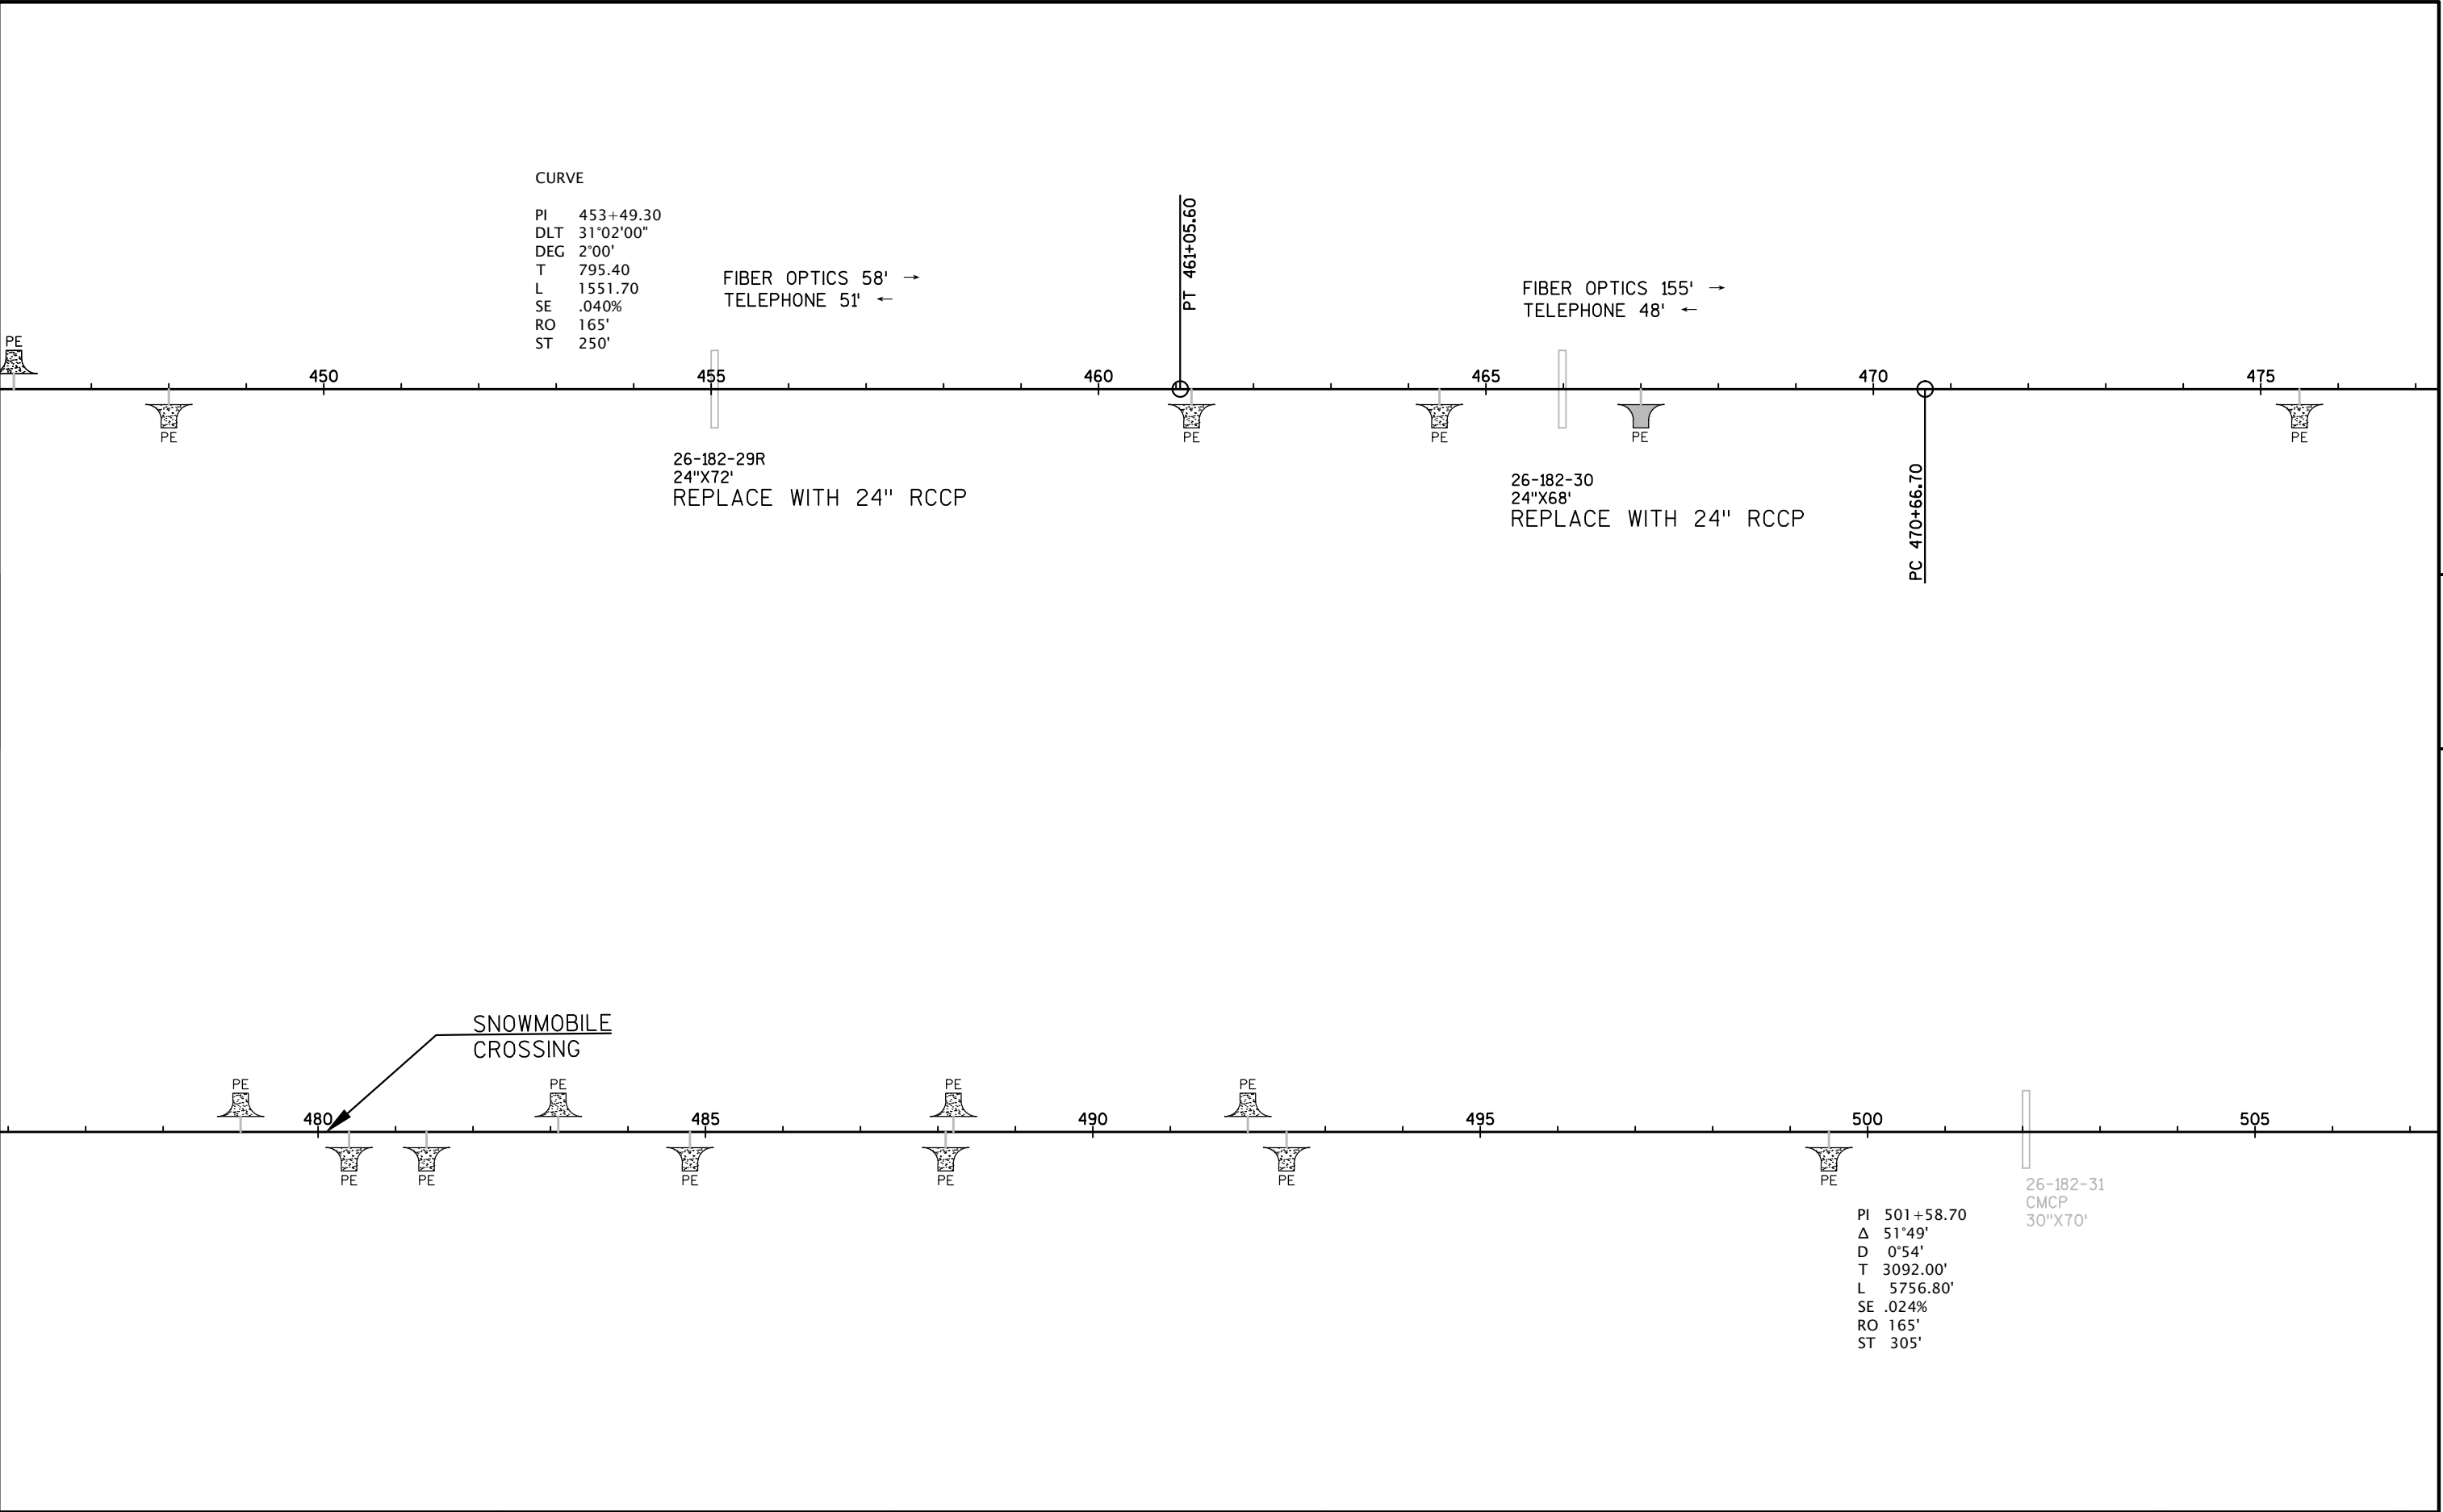 CURVE
PI 453+49.30
DLT 31°02'00"
DEG 2°00'
T 795.40
L 1551.70
SE .040%
RO 165'
ST 250'
FIBER OPTICS 58' →
TELEPHONE 51' ←
PT 461+05.60
FIBER OPTICS 155' →
TELEPHONE 48' ←
PE
450 455 460 465 470 475
PE PE PE PE PE
26-182-29R
24"X72'
REPLACE WITH 24" RCCP
26-182-30
24"X68'
REPLACE WITH 24" RCCP
PC 470+66.70
SNOWMOBILE
CROSSING
PE PE PE PE
480 485 490 495 500 505
PE PE PE PE PE PE
26-182-31
CMCP
30"X70'
PI 501+58.70
Δ 51°49'
D 0°54'
T 3092.00'
L 5756.80'
SE .024%
RO 165'
ST 305'